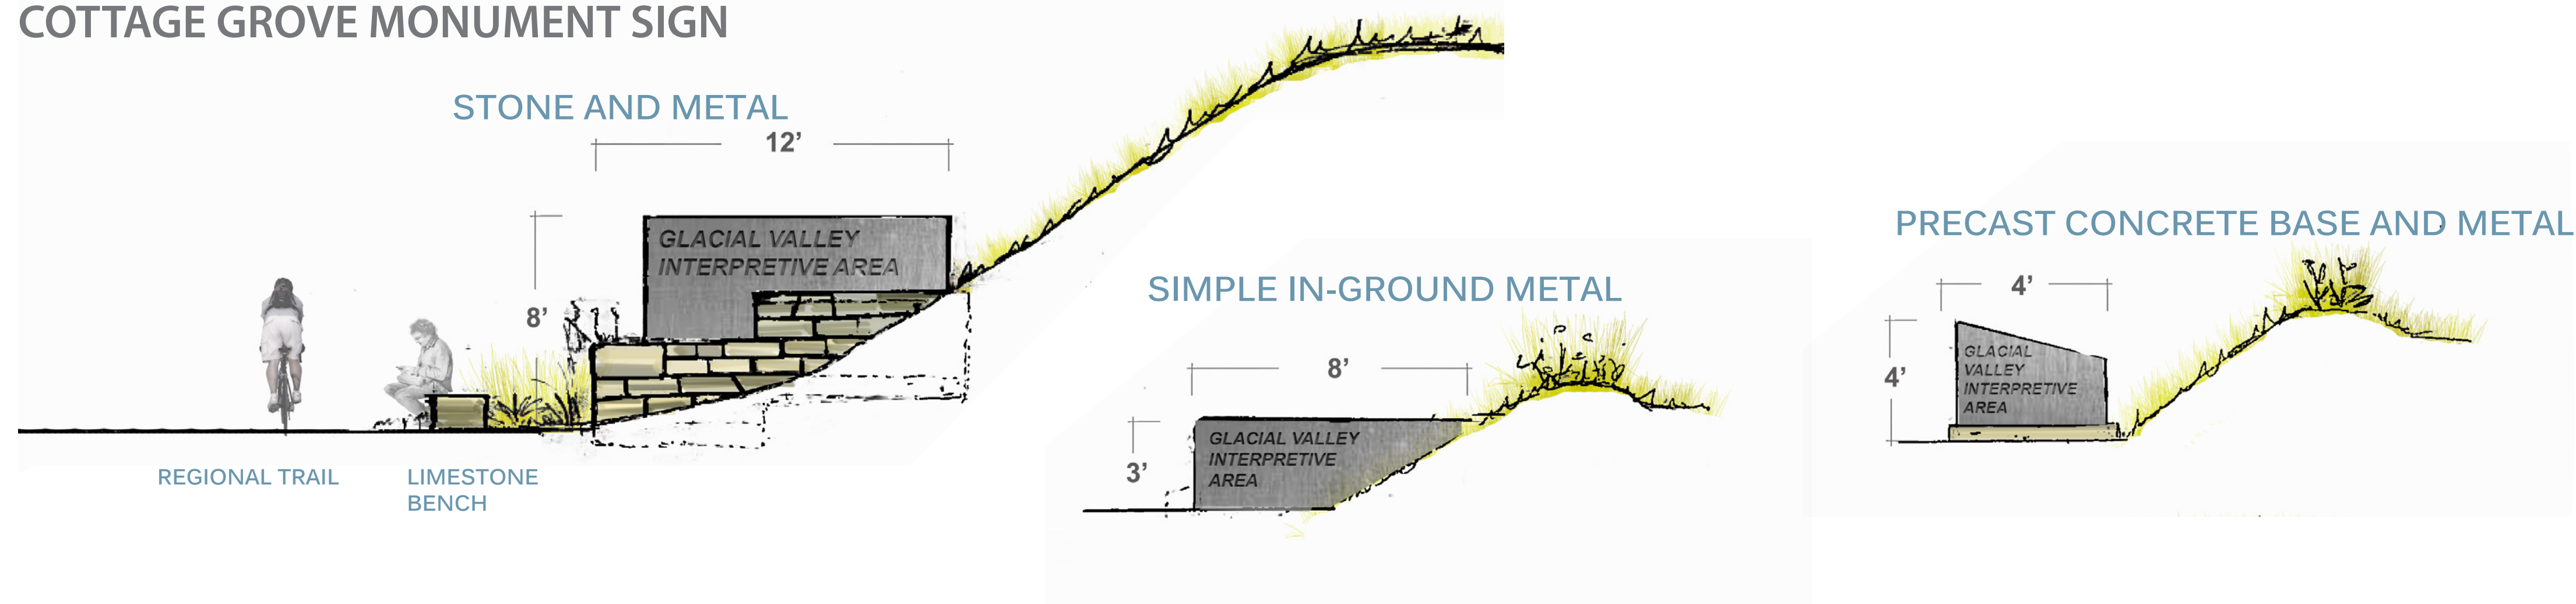 COTTAGE GROVE MONUMENT SIGN
STONE AND METAL
12’
8’
GLACIAL VALLEY
INTERPRETIVE AREA
REGIONAL TRAIL
LIMESTONE
BENCH
SIMPLE IN-GROUND METAL
8’
3’
GLACIAL VALLEY
INTERPRETIVE
AREA
PRECAST CONCRETE BASE AND METAL
4’
4’
GLACIAL
VALLEY
INTERPRETIVE
AREA